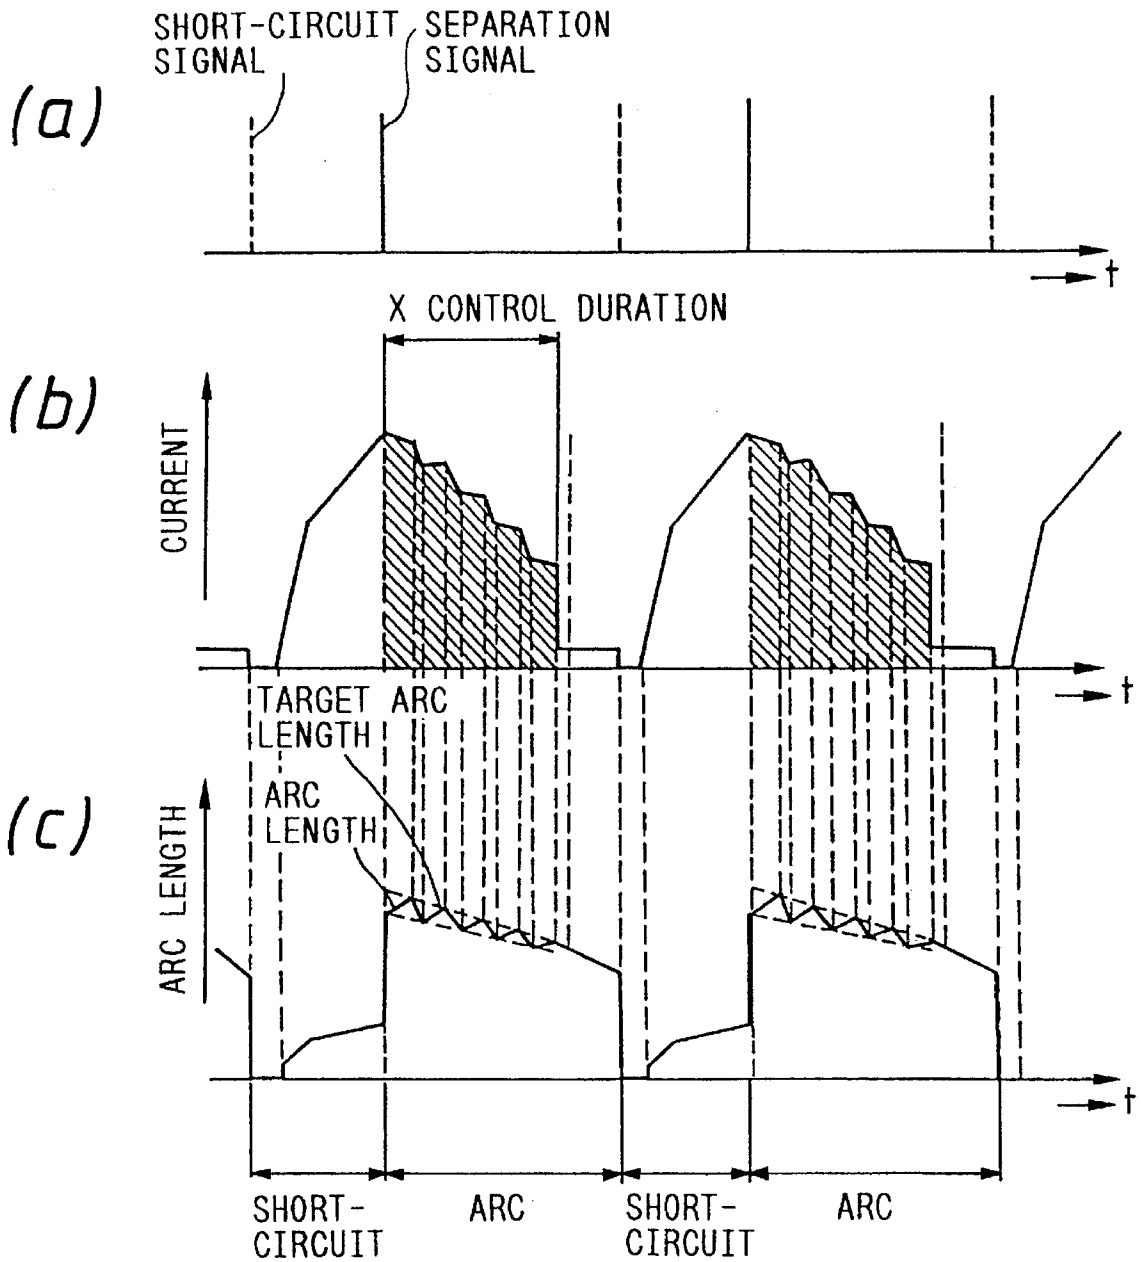 SHORT-CIRCUIT SIGNAL
SEPARATION SIGNAL
(a)
t
X CONTROL DURATION
(b)
CURRENT
t
TARGET ARC LENGTH
ARC LENGTH
(c)
ARC LENGTH
t
SHORT-CIRCUIT
ARC
SHORT-CIRCUIT
ARC